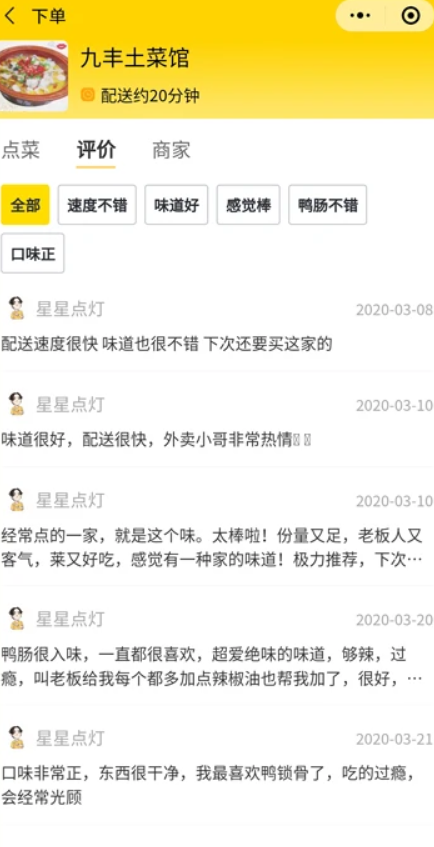 下单
九丰土菜馆
配送约20分钟
点菜 评价 商家
全部 速度不错 味道好 感觉棒 鸭肠不错
口味正
星星点灯 2020-03-08
配送速度很快 味道也很不错 下次还要买这家的
星星点灯 2020-03-10
味道很好，配送很快，外卖小哥非常热情
星星点灯 2020-03-10
经常点的一家，就是这个味。太棒啦！份量又足，老板人又
客气，莱又好吃，感觉有一种家的味道！极力推荐，下次…
星星点灯 2020-03-20
鸭肠很入味，一直都很喜欢，超爱绝味的味道，够辣，过
瘾，叫老板给我每个都多加点辣椒油也帮我加了，很好，…
星星点灯 2020-03-21
口味非常正，东西很干净，我最喜欢鸭锁骨了，吃的过瘾，
会经常光顾